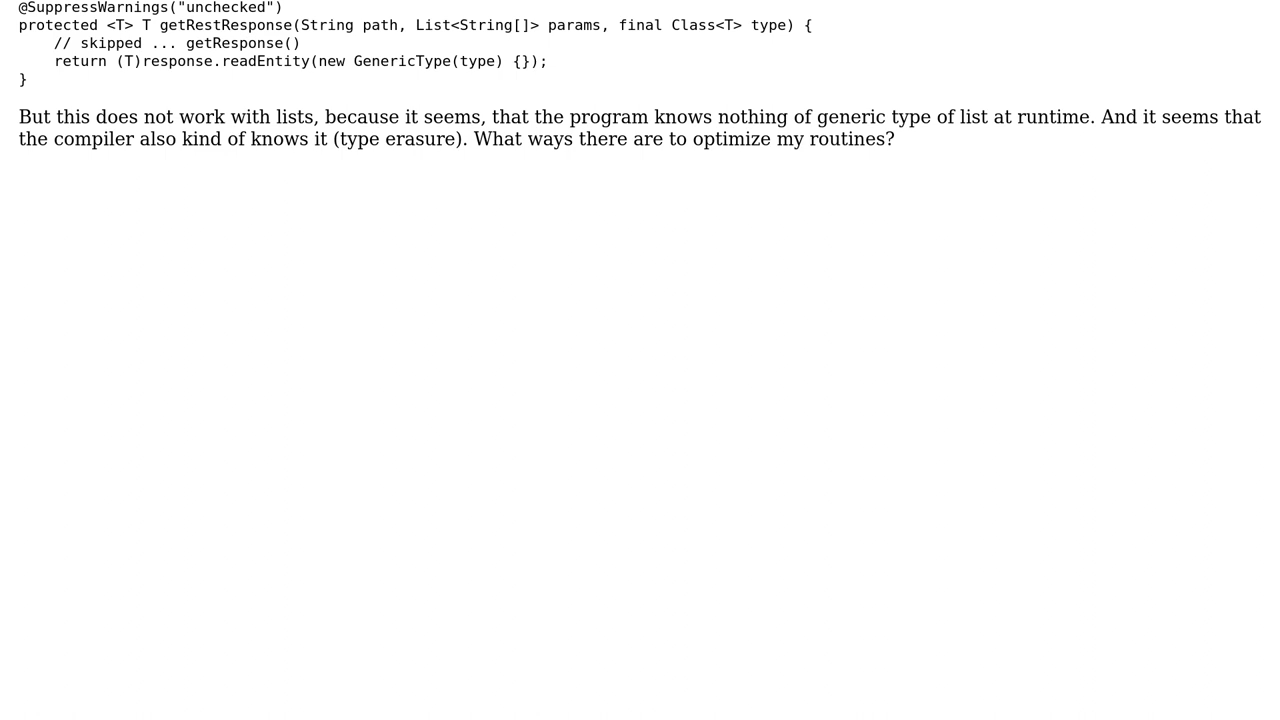 @SuppressWarnings("unchecked")
protected <T> T getRestResponse(String path, List<String[]> params, final Class<T> type) {
    // skipped ... getResponse()
    return (T)response.readEntity(new GenericType(type) {});
}
But this does not work with lists, because it seems, that the program knows nothing of generic type of list at runtime. And it seems that
the compiler also kind of knows it (type erasure). What ways there are to optimize my routines?